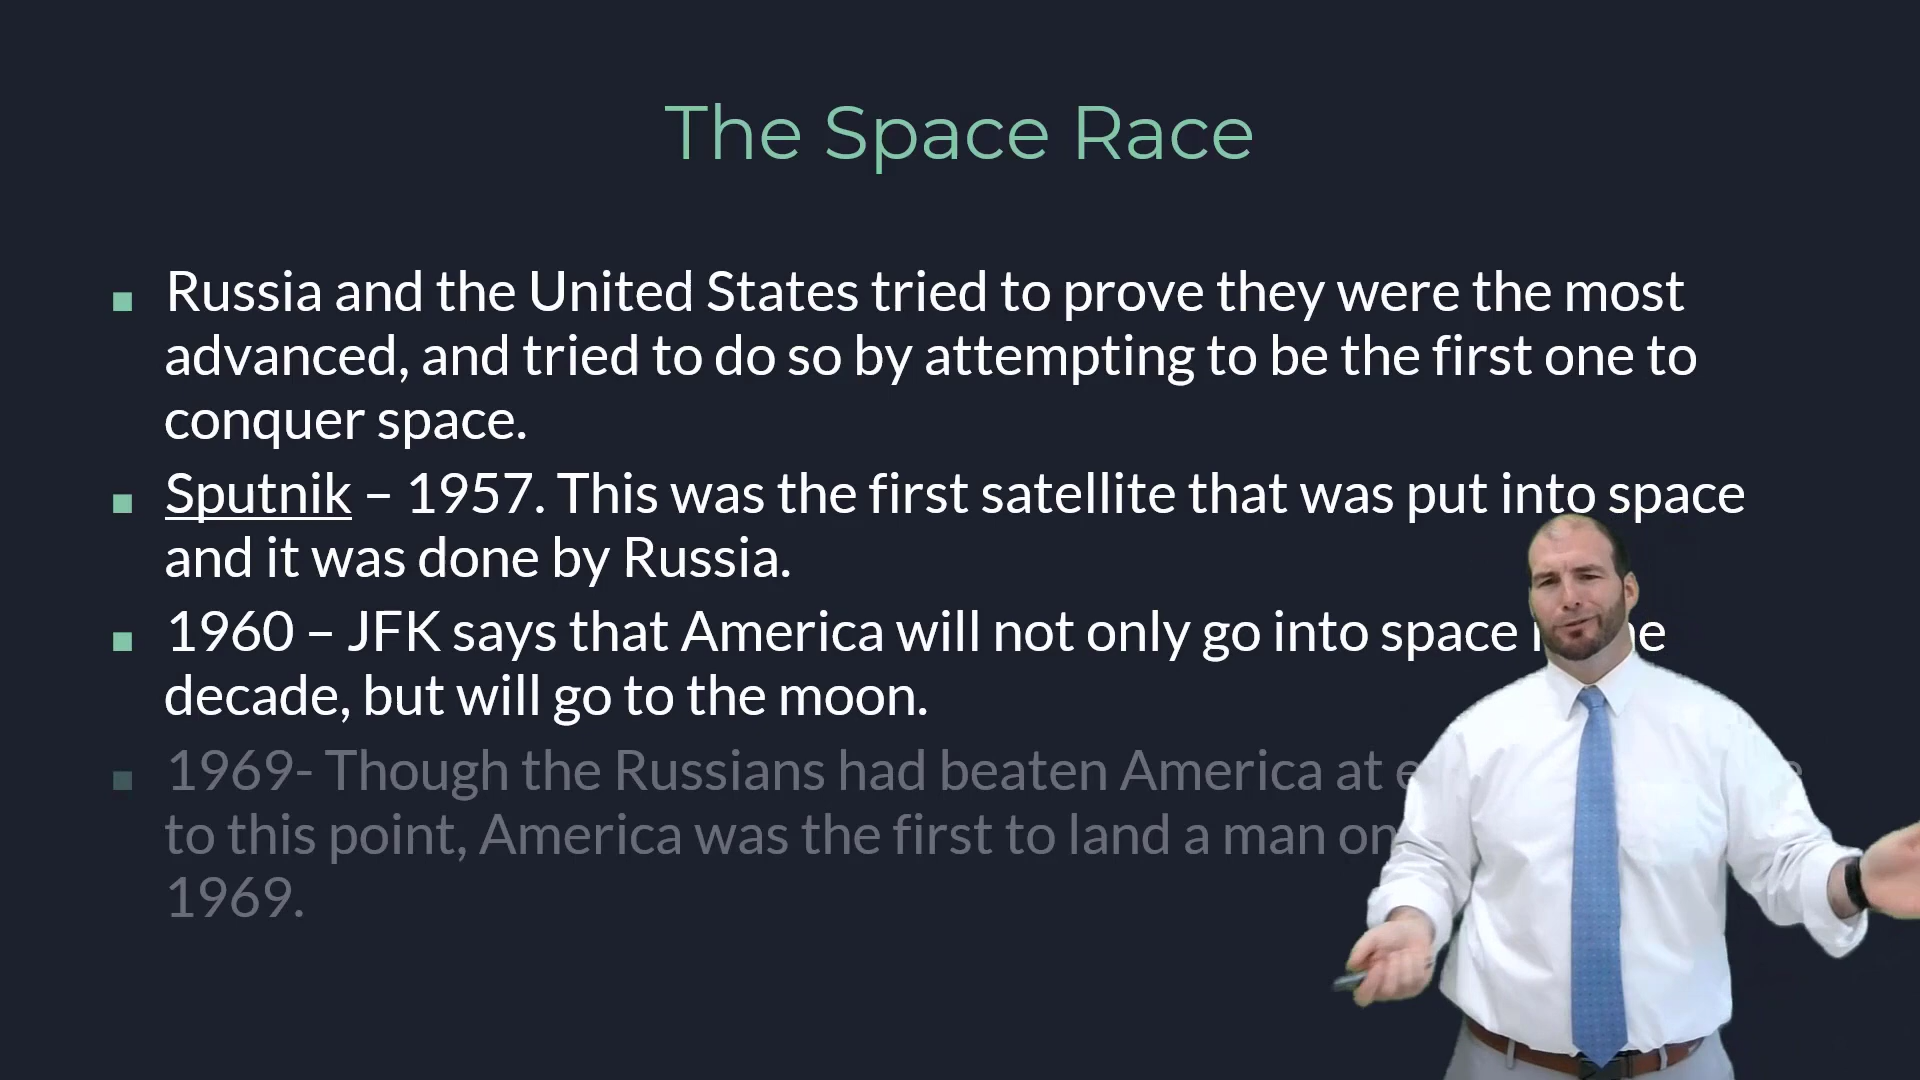 The Space Race
Russia and the United States tried to prove they were the most
advanced, and tried to do so by attempting to be the first one to
conquer space.
Sputnik – 1957. This was the first satellite that was put into space
and it was done by Russia.
1960 – JFK says that America will not only go into space
decade, but will go to the moon.
1969- Though the Russians had beaten America at
to this point, America was the first to land a man on
1969.